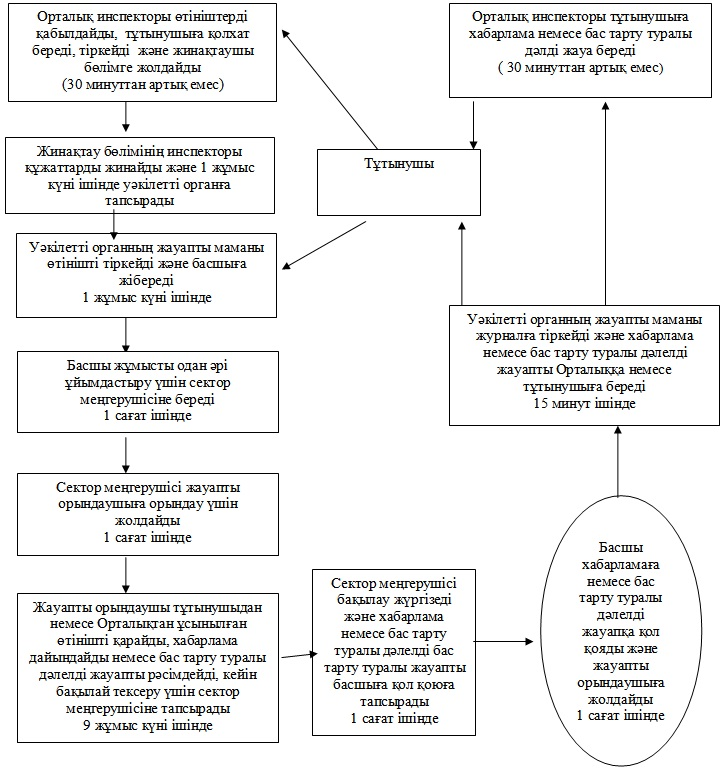 Орталық инспекторы өтініштерді
қабылдайды, тұтынушыға қолхат
береді, тіркейді және жинақтаушы
бөлімге жолдайды
(30 минуттан артық емес)
Орталық инспекторы тұтынушыға
хабарлама немесе бас тарту туралы
дәлді жауа береді
( 30 минуттан артық емес)
Жинақтау бөлімінің инспекторы
құжаттарды жинайды және 1 жұмыс
күні ішінде уәкілетті органға
тапсырады
Тұтынушы
Уәкілетті органның жауапты маманы
өтінішті тіркейді және басшыға
жібереді
1 жұмыс күні ішінде
Уәкілетті органның жауапты маманы
журналға тіркейді және хабарлама
немесе бас тарту туралы дәлелді
жауапты Орталыққа немесе
тұтынушыға береді
15 минут ішінде
Басшы жұмысты одан әрі
ұйымдастыру үшін сектор
меңгерушісіне береді
1 сағат ішінде
Сектор меңгерушісі жауапты
орындаушыға орындау үшін
жолдайды
1 сағат ішінде
Жауапты орындаушы тұтынушыдан
немесе Орталықтан ұсынылған
өтінішті қарайды, хабарлама
дайындайды немесе бас тарту туралы
дәлелді жауапты рәсімдейді, кейін
бақылай тексеру үшін сектор
меңгерушісіне тапсырады
9 жұмыс күні ішінде
Сектор меңгерушісі
бақылау жүргізеді
және хабарлама
немесе бас тарту
туралы дәлелді бас
тарту туралы жауапты
басшыға қол қоюға
тапсырады
1 сағат ішінде
Басшы
хабарламаға
немесе бас
тарту туралы
дәлелді
жауапқа қол
қояды және
жауапты
орындаушыға
жолдайды
1 сағат ішінде